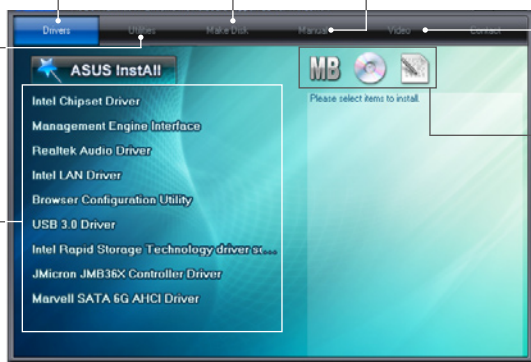 Drivers Utilities Make Disk Manual Video Contact
ASUS InstAll
MB
Please select items to install.
Intel Chipset Driver
Management Engine Interface
Realtek Audio Driver
Intel LAN Driver
Browser Configuration Utility
USB 3.0 Driver
Intel Rapid Storage Technology driver so...
JMicron JMB36X Controller Driver
Marvell SATA 6G AHCI Driver